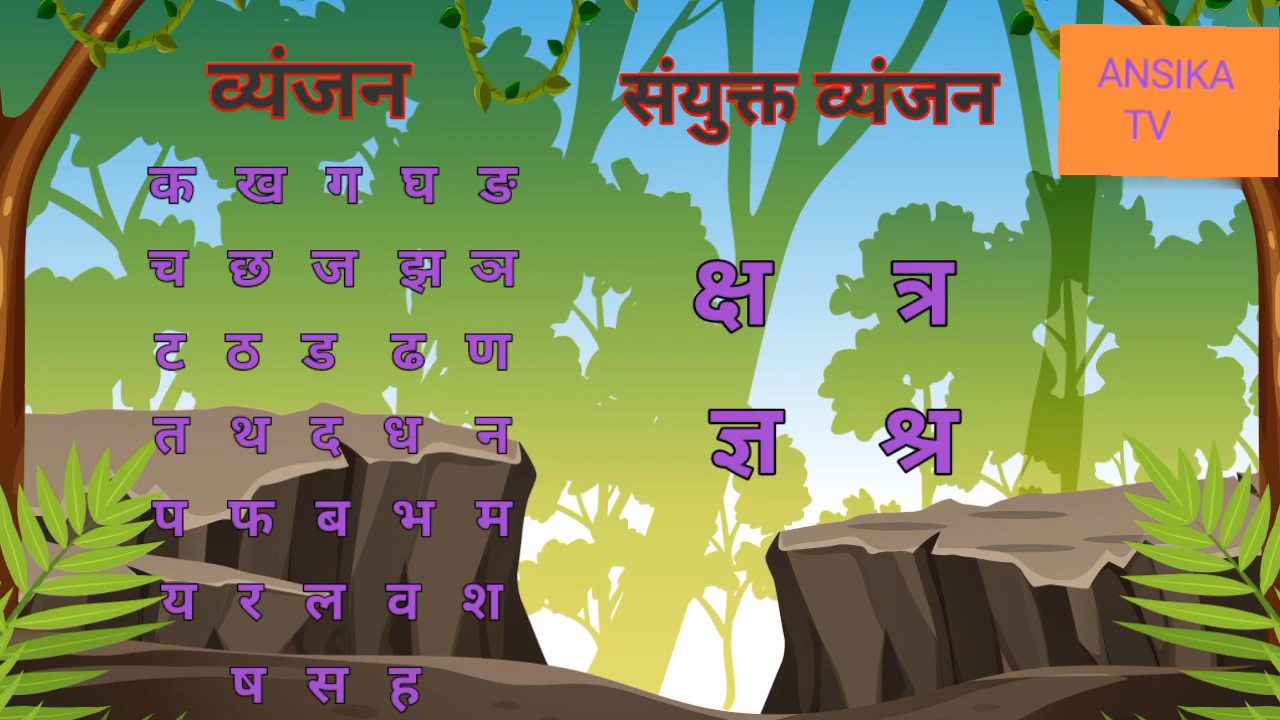 व्यंजन
क ख ग घ ङ
च छ ज झ ञ
ट ठ ड ढ ण
त थ द ध न
प फ ब भ म
य र ल व श
ष स ह
संयुक्त व्यंजन
क्ष त्र
ज्ञ श्र
ANSIKA
TV